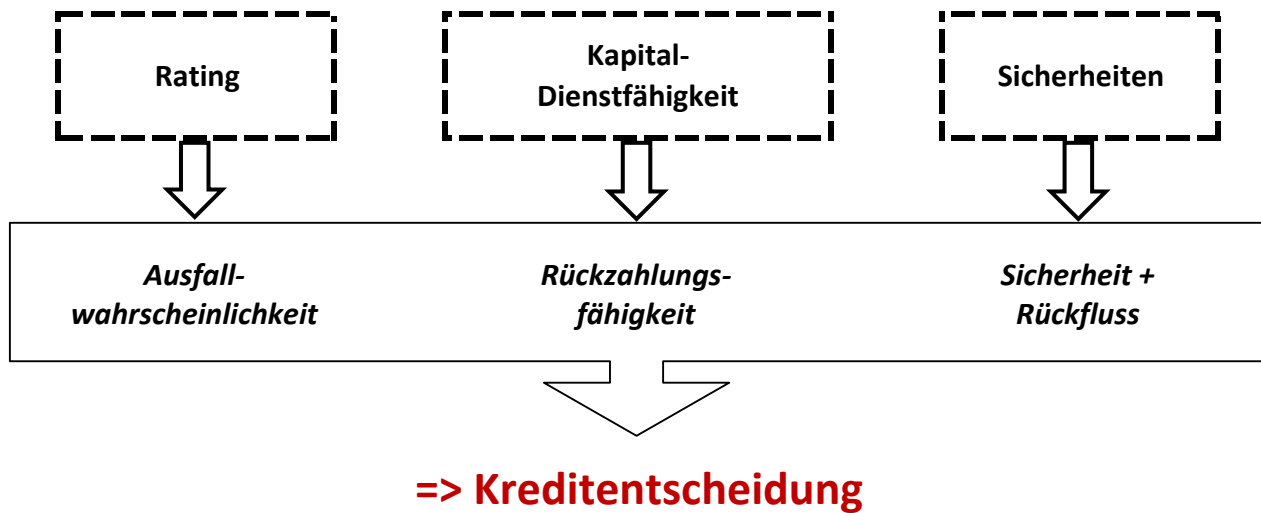 Rating
Kapital-
Dienstfähigkeit
Sicherheiten
Ausfall-
wahrscheinlichkeit
Rückzahlungs-
fähigkeit
Sicherheit +
Rückfluss
=> Kreditentscheidung